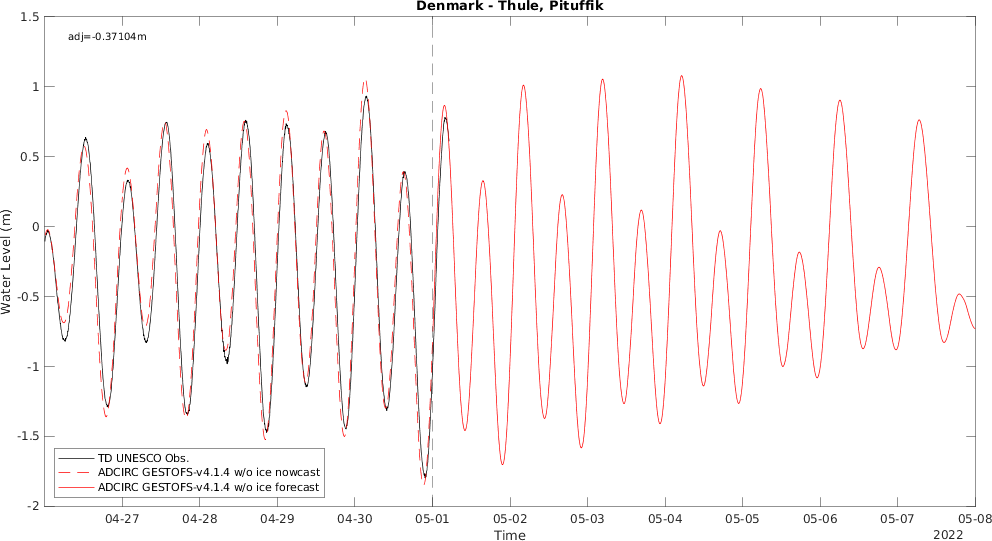 Denmark - Thule, Pituffik
adj=-0.37104m
1.5
1
0.5
0
-0.5
-1
-1.5
-2
Water Level (m)
TD UNESCO Obs.
ADCIRC GESTOFS-v4.1.4 w/o ice nowcast
ADCIRC GESTOFS-v4.1.4 w/o ice forecast
04-27 04-28 04-29 04-30 05-01 05-02 05-03 05-04 05-05 05-06 05-07 05-08
Time
2022